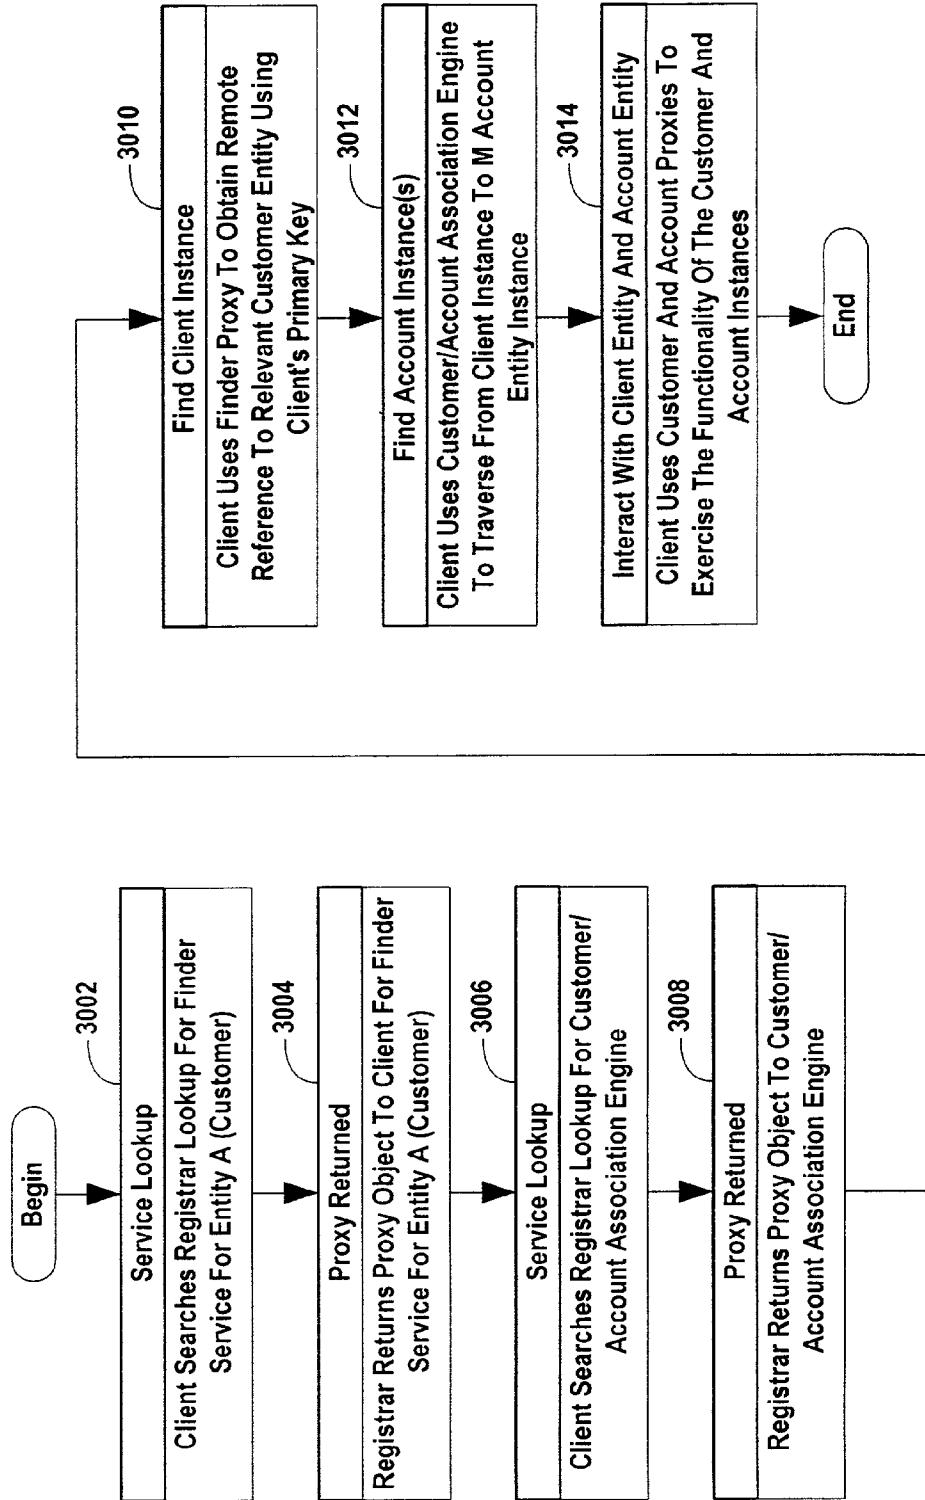 Begin
3002
Service Lookup
Client Searches Registrar Lookup For Finder
Service For Entity A (Customer)
3004
Proxy Returned
Registrar Returns Proxy Object To Client For Finder
Service For Entity A (Customer)
3006
Service Lookup
Client Searches Registrar Lookup For Customer/
Account Association Engine
3008
Proxy Returned
Registrar Returns Proxy Object To Customer/
Account Association Engine
3010
Find Client Instance
Client Uses Finder Proxy To Obtain Remote
Reference To Relevant Customer Entity Using
Client's Primary Key
3012
Find Account Instance(s)
Client Uses Customer/Account Association Engine
To Traverse From Client Instance To M Account
Entity Instance
3014
Interact With Client Entity And Account Entity
Client Uses Customer And Account Proxies To
Exercise The Functionality Of The Customer And
Account Instances
End